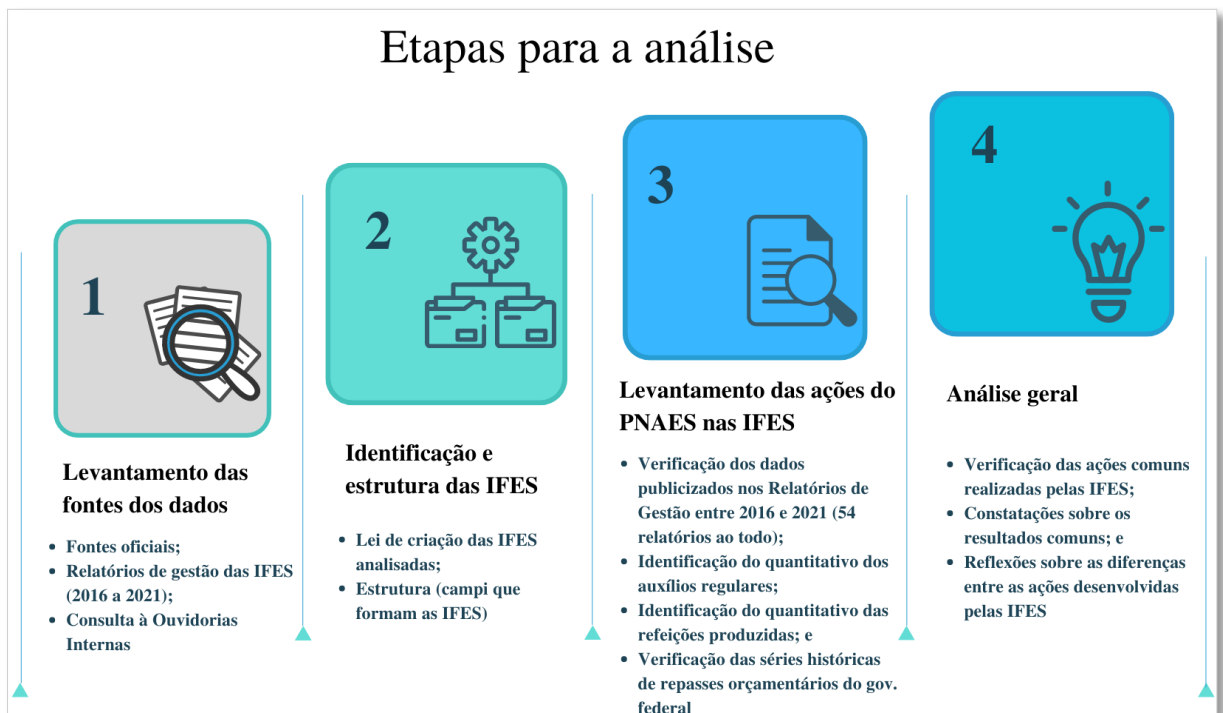 Etapas para a análise
1
Levantamento das
fontes dos dados
• Fontes oficiais;
• Relatórios de gestão das IFES
(2016 a 2021);
• Consulta à Ouvidorias
Internas
2
Identificação e
estrutura das IFES
• Lei de criação das IFES
analisadas;
• Estrutura (campi que
formam as IFES)
3
Levantamento das ações do
PNAES nas IFES
• Verificação dos dados
publicizados nos Relatórios de
Gestão entre 2016 e 2021 (54
relatórios ao todo);
• Identificação do quantitativo dos
auxílios regulares;
• Identificação do quantitativo das
refeições produzidas; e
• Verificação das séries históricas
de repasses orçamentários do gov.
federal
4
Análise geral
• Verificação das ações comuns
realizadas pelas IFES;
• Constatações sobre os
resultados comuns; e
• Reflexões sobre as diferenças
entre as ações desenvolvidas
pelas IFES